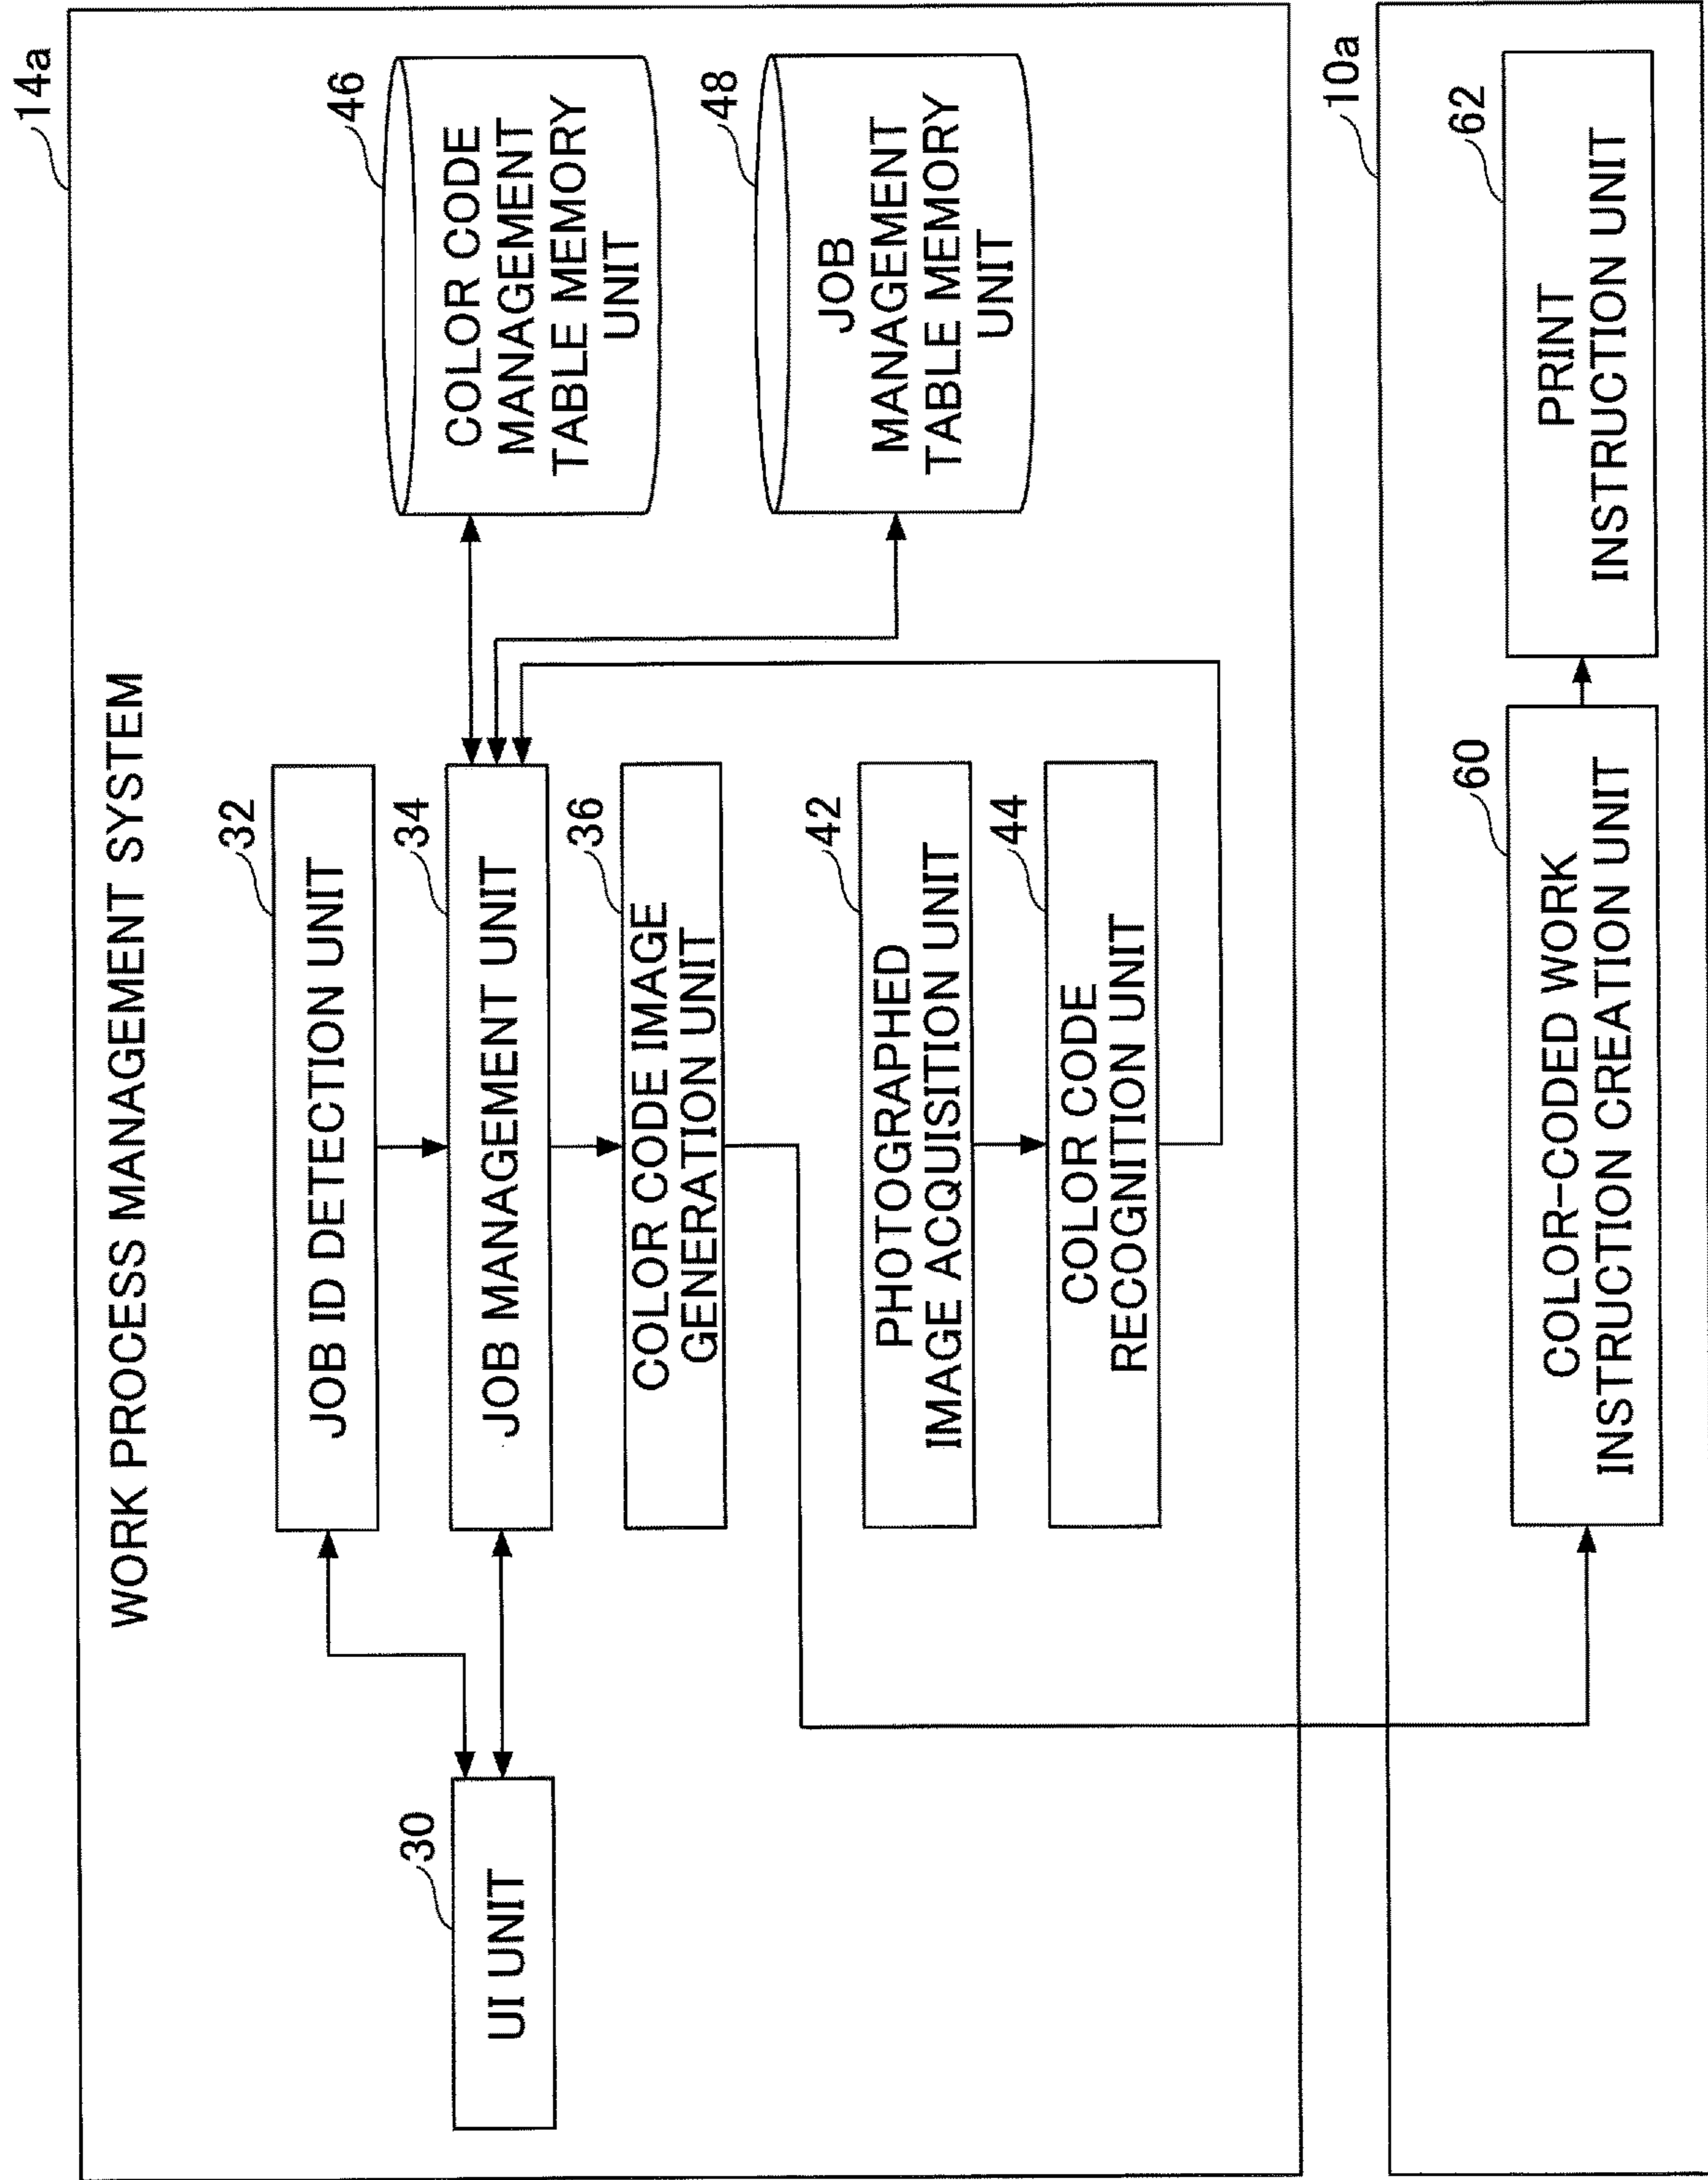 14a
WORK PROCESS MANAGEMENT SYSTEM
30
UI UNIT
32
JOB ID DETECTION UNIT
34
JOB MANAGEMENT UNIT
36
COLOR CODE IMAGE
GENERATION UNIT
42
PHOTOGRAPHED
IMAGE ACQUISITION UNIT
44
COLOR CODE
RECOGNITION UNIT
46
COLOR CODE
MANAGEMENT
TABLE MEMORY
UNIT
48
JOB
MANAGEMENT
TABLE MEMORY
UNIT
10a
60
COLOR-CODED WORK
INSTRUCTION CREATION UNIT
62
PRINT
INSTRUCTION UNIT